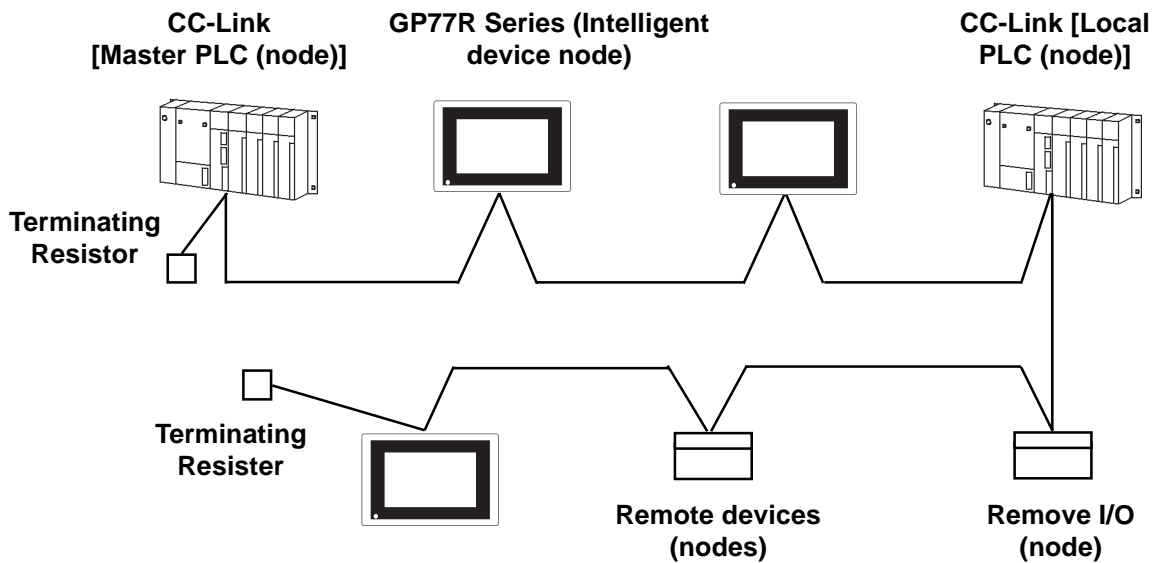 CC-Link
[Master PLC (node)]
GP77R Series (Intelligent
device node)
CC-Link [Local
PLC (node)]
Terminating
Resistor
Terminating
Resister
Remote devices
(nodes)
Remove I/O
(node)